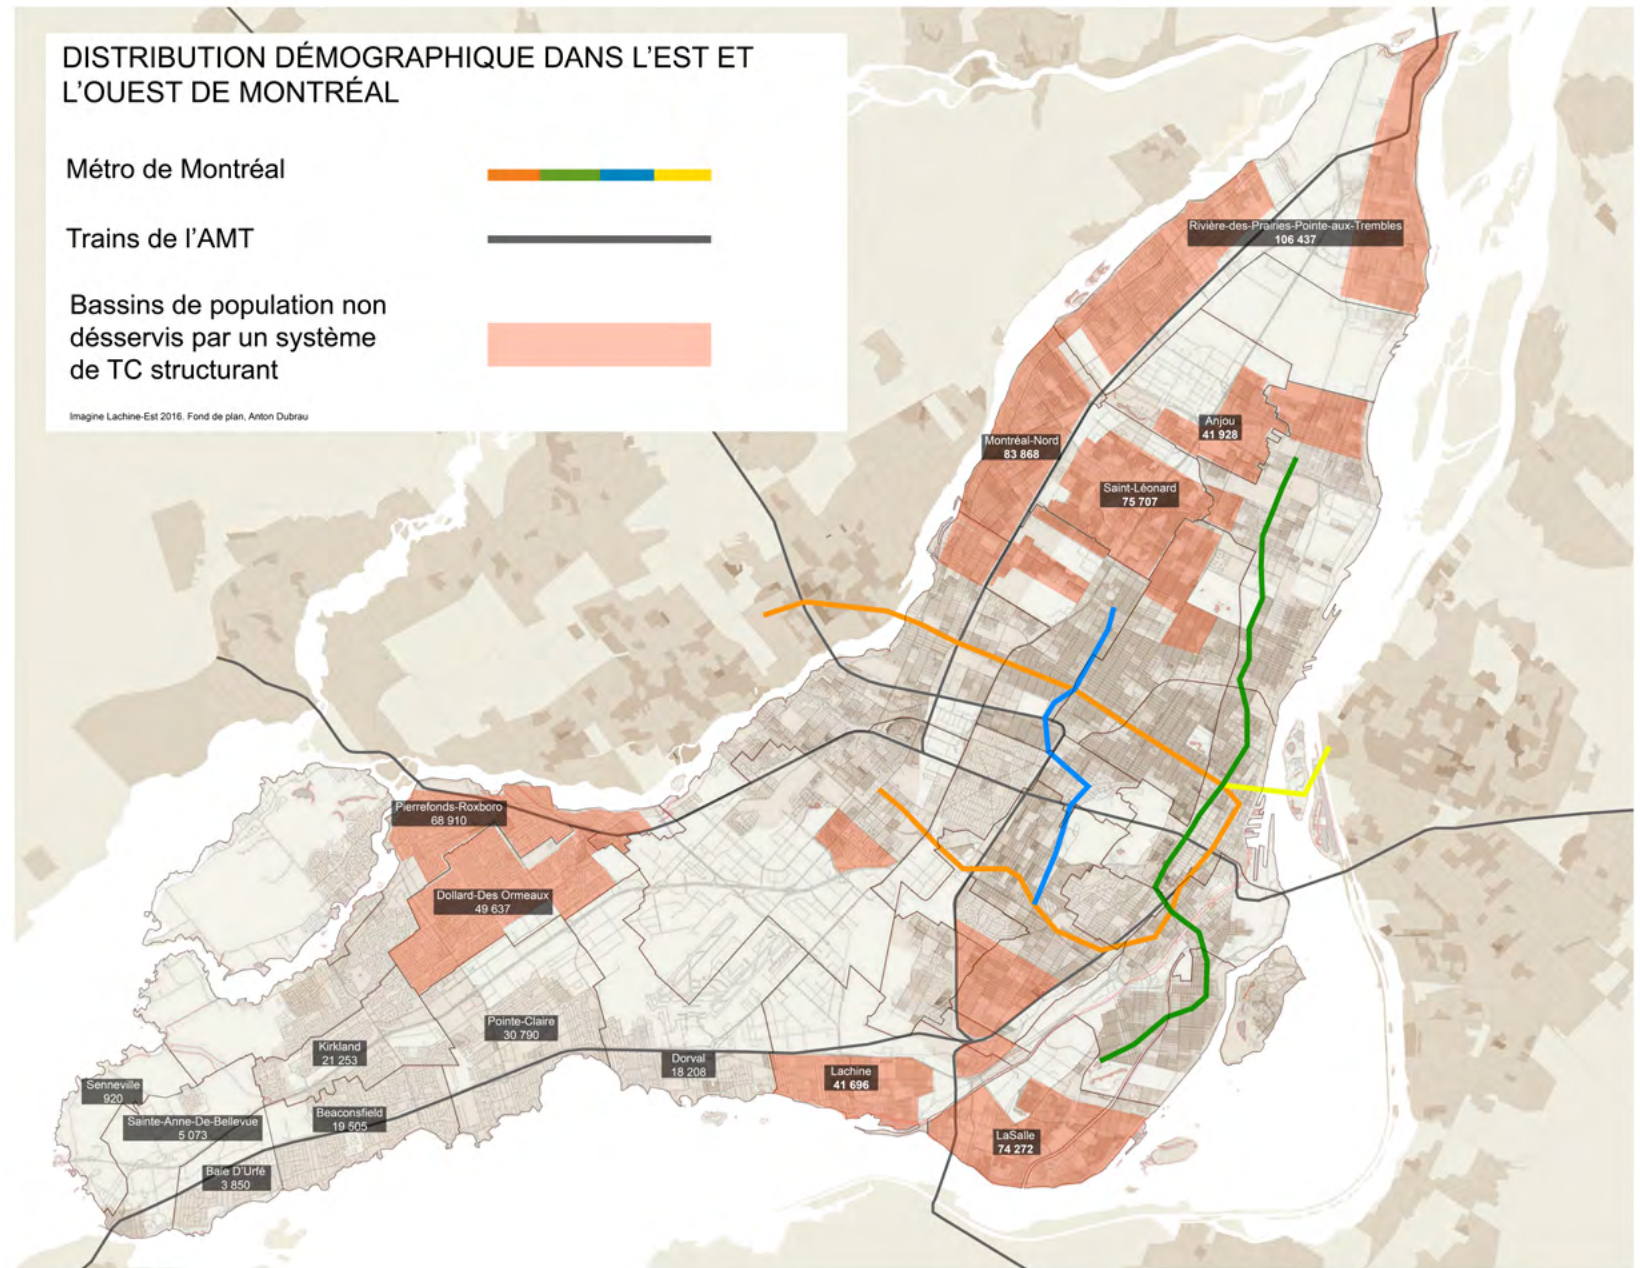 DISTRIBUTION DÉMOGRAPHIQUE DANS L'EST ET
L'OUEST DE MONTRÉAL
Métro de Montréal
Trains de l'AMT
Bassins de population non
désservis par un système
de TC structurant
Imagine Lachine-Est 2016. Fond de plan, Anton Dubrau
Rivière-des-Prairies-Pointe-aux-Trembles
106 437
Anjou
41 928
Montréal-Nord
83 868
Saint-Léonard
75 707
Pierrefonds-Roxboro
68 910
Dollard-Des Ormeaux
49 637
Pointe-Claire
30 790
Kirkland
21 253
Dorval
18 208
Lachine
41 696
Senneville
920
Sainte-Anne-De-Bellevue
5 073
Beaconsfield
19 505
LaSalle
74 272
Baie D'Urfé
3 850